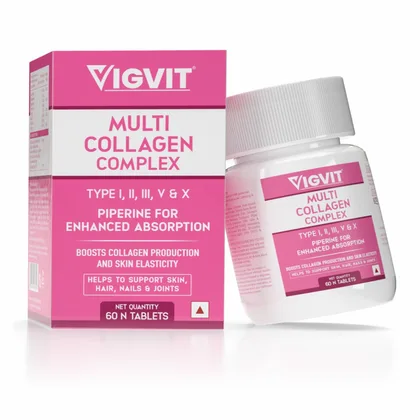 VIGVIT®
MULTI
COLLAGEN
COMPLEX
TYPE I, II, III, V & X
PIPERINE FOR
ENHANCED ABSORPTION
BOOSTS COLLAGEN PRODUCTION
AND SKIN ELASTICITY
HELPS TO SUPPORT SKIN,
HAIR, NAILS & JOINTS
NET QUANTITY
60 N TABLETS
VIGVIT
MULTI
COLLAGEN
COMPLEX
TYPE I, II, III, V & X
PIPERINE FOR
ENHANCED ABSORPTION
BOOSTS COLLAGEN PRODUCTION AND SKIN ELASTICITY
HELPS TO SUPPORT SKIN, HAIR, NAILS & JOINTS
NET QUANTITY
60 N TABLETS